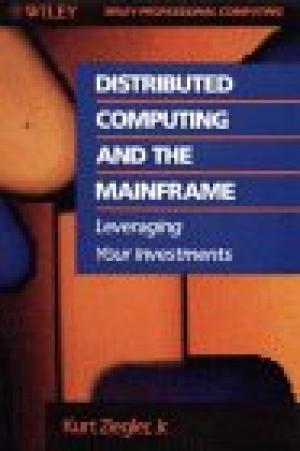 WILEY
WILEY PROFESSIONAL COMPUTING
DISTRIBUTED
COMPUTING
AND THE
MAINFRAME
Leveraging
Your Investments
Kurt Ziegler, Jr.